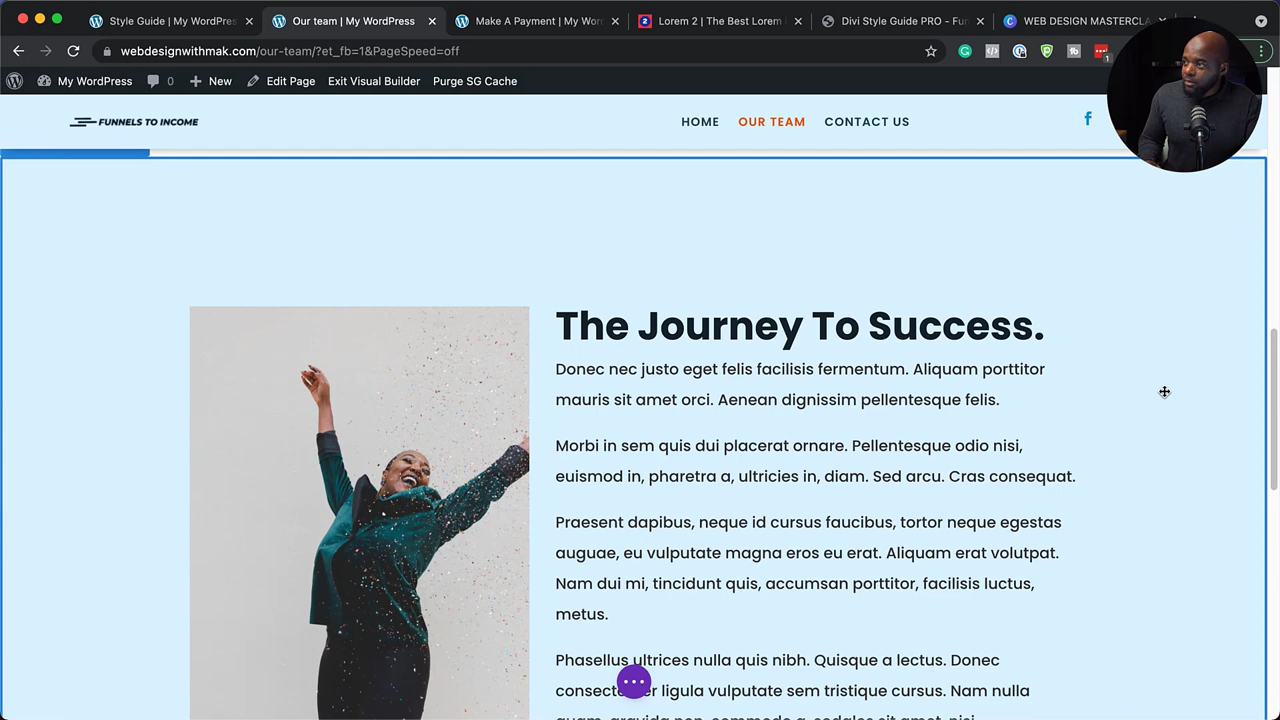 Style Guide | My WordPres
Our team | My WordPress
Make A Payment | My Wor
Lorem 2 | The Best Lorem
Divi Style Guide PRO - Fun
WEB DESIGN MASTERCLA
webdesignwithmak.com/our-team/?et_fb=1&PageSpeed=off
1
My WordPress
0
New
Edit Page
Exit Visual Builder
Purge SG Cache
FUNNELS TO INCOME
HOME
OUR TEAM
CONTACT US
The Journey To Success.
Donec nec justo eget felis facilisis fermentum. Aliquam porttitor
mauris sit amet orci. Aenean dignissim pellentesque felis.
Morbi in sem quis dui placerat ornare. Pellentesque odio nisi,
euismod in, pharetra a, ultricies in, diam. Sed arcu. Cras consequat.
Praesent dapibus, neque id cursus faucibus, tortor neque egestas
auguae, eu vulputate magna eros eu erat. Aliquam erat volutpat.
Nam dui mi, tincidunt quis, accumsan porttitor, facilisis luctus,
metus.
Phasellus ultrices nulla quis nibh. Quisque a lectus. Donec
ligula vulputate sem tristique cursus. Nam nulla